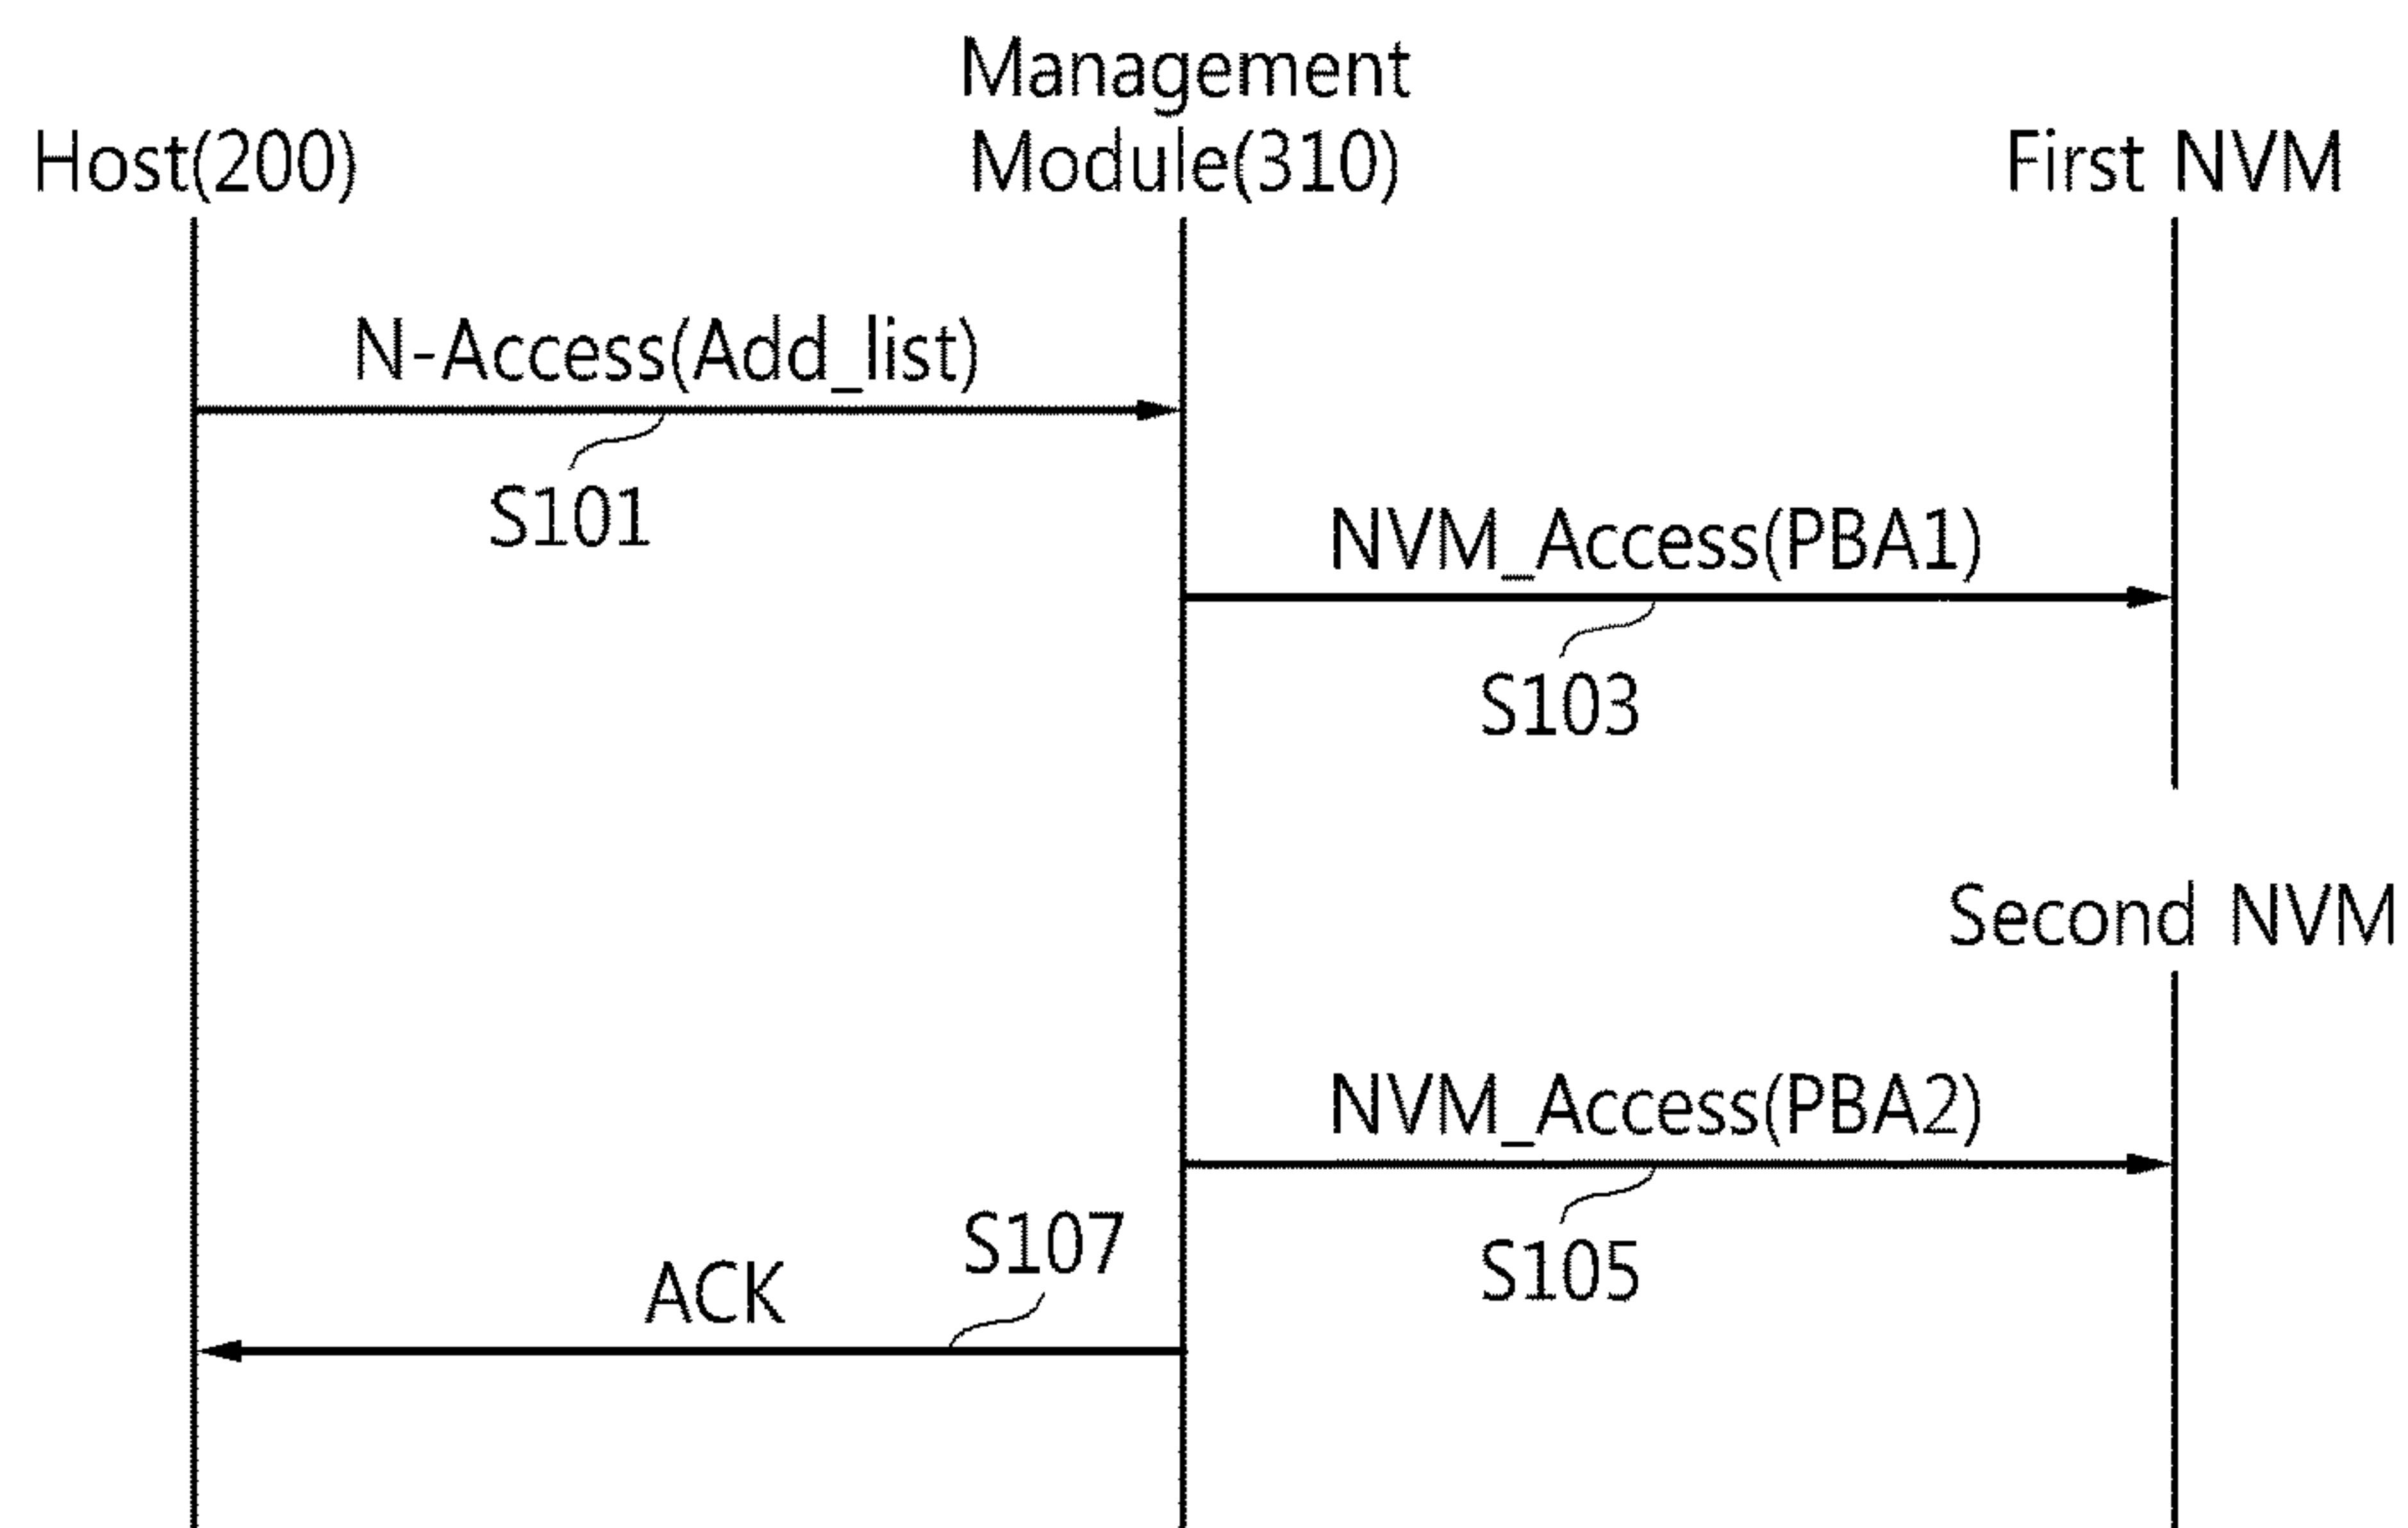 Management
Host(200)
Module(310)
First NVM
N-Access(Add_list)
S101
NVM_Access(PBA1)
S103
Second NVM
NVM_Access(PBA2)
S107
S105
ACK